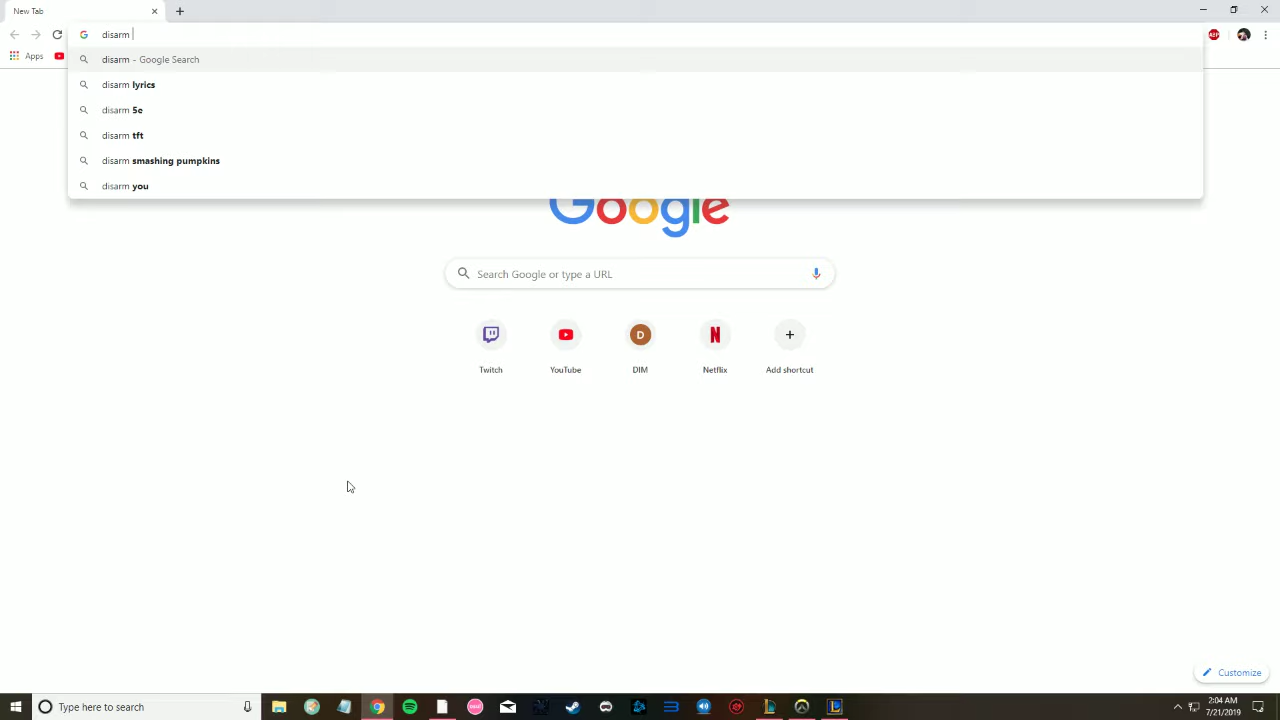 New Tab
disarm
Apps
disarm - Google Search
disarm lyrics
disarm 5e
disarm tft
disarm smashing pumpkins
disarm you
Google
Search Google or type a URL
D
N
Twitch
YouTube
DIM
Netflix
Add shortcut
Customize
Type here to search
2:04 AM
7/21/2019